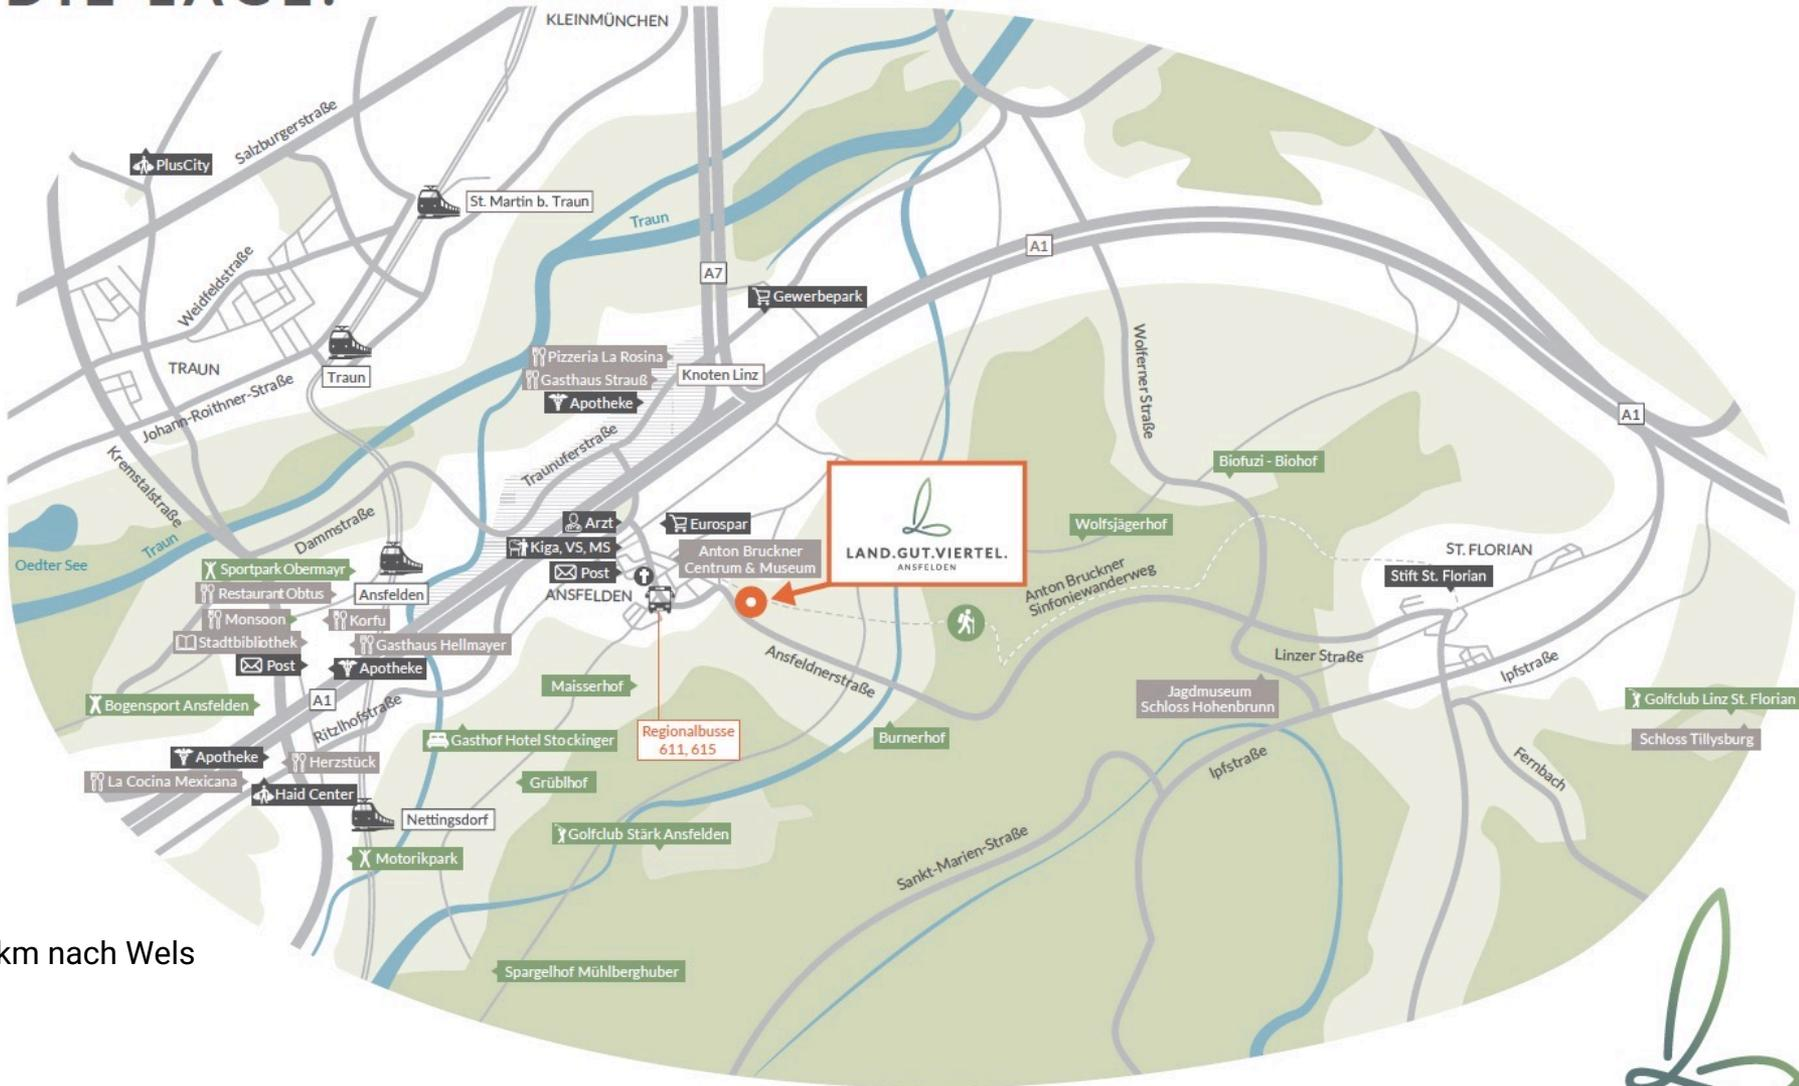 DIE LAGE.
KLEINMÜNCHEN
Salzburgerstraße
PlusCity
St. Martin b. Traun
Traun
Weidfeldstraße
A7
A1
Gewerbepark
TRAUN
Traun
Johann-Roithner-Straße
Pizzeria La Rosina
Gasthaus Strauß
Apotheke
Knoten Linz
Wolferner Straße
A1
Kremstalstraße
Traunuferstraße
Biofuzi - Biohof
Dammstraße
Traun
Oedter See
Arzt
Eurospar
Kiga, VS, MS
Post
Anton Bruckner
Centrum & Museum
ANSFELDEN
LAND.GUT.VIERTEL.
ANSFELDEN
Wolfsjägerhof
Anton Bruckner
Sinfoniewanderweg
ST. FLORIAN
Stift St. Florian
Sportpark Obermayr
Restaurant Obtus
Ansfelden
Monsoon
Korfu
Stadtbibliothek
Gasthaus Hellmayer
Post
Apotheke
Bogensport Ansfelden
A1
Ritzlhofstraße
Maisserhof
Ansfeldnerstraße
Linzer Straße
Ipfstraße
Jagdmuseum
Schloss Hohenbrunn
Golfclub Linz St. Florian
Schloss Tillysburg
Gasthof Hotel Stockinger
Regionalbusse
611, 615
Burnerhof
Apotheke
Herzstück
La Cocina Mexicana
Haid Center
Grüblhof
Ipfstraße
Fernbach
Nettingsdorf
Golfclub Stärk Ansfelden
Motorikpark
Sankt-Marien-Straße
km nach Wels
Spargelhof Mühlberghuber